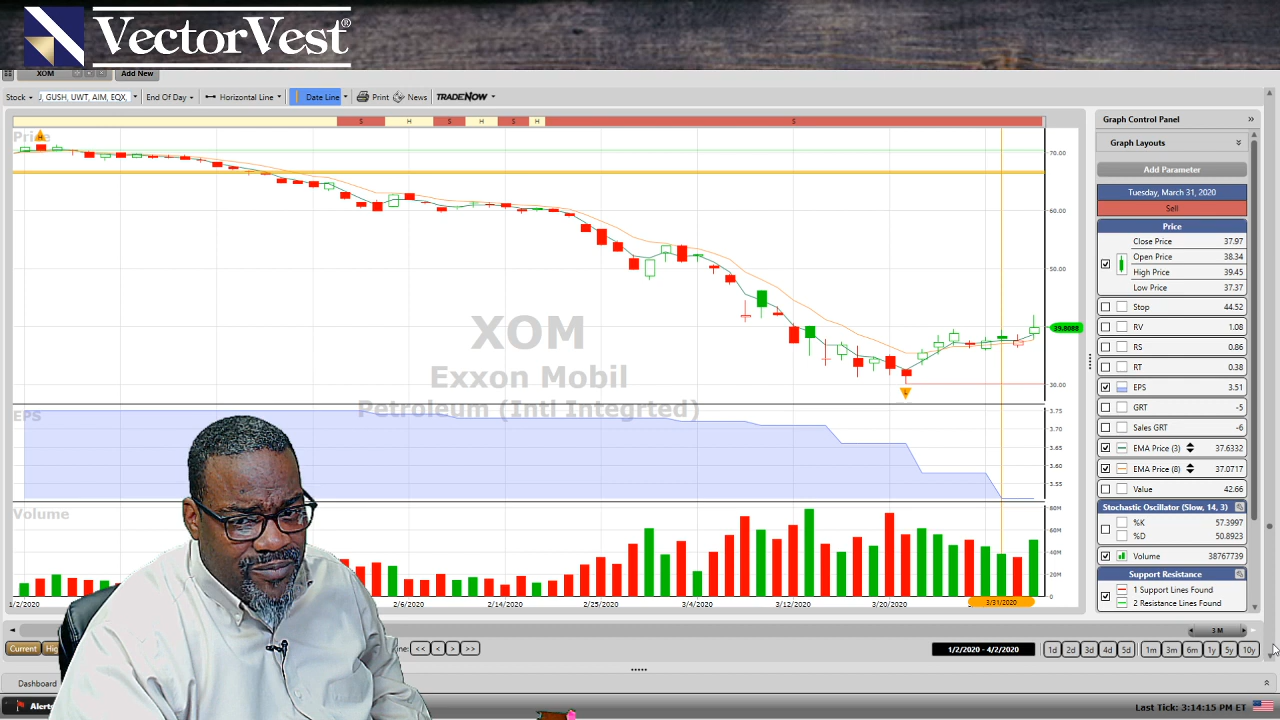 VectorVest®
XOM
Add New
Stock
J, GUSH, UWT, AIM, EQX,
End Of Day
Horizontal Line
Date Line
Print
News
TRADENOW
S H S H S H S
Price
H
70.00
60.00
50.00
39.8088
30.00
XOM
Exxon Mobil
Petroleum (Intl Integrted)
L
EPS
3.75
3.70
3.65
3.60
3.55
Volume
80M
60M
40M
20M
0
1/2/2020 2/6/2020 2/14/2020 2/25/2020 3/4/2020 3/12/2020 3/20/2020 3/31/2020
Graph Control Panel
Graph Layouts
Add Parameter
Tuesday, March 31, 2020
Sell
Price
Close Price 37.97
Open Price 38.34
High Price 39.45
Low Price 37.37
Stop 44.52
RV 1.08
RS 0.86
RT 0.38
EPS 3.51
GRT -5
Sales GRT -6
EMA Price (3) 37.6332
EMA Price (8) 37.0717
Value 42.66
Stochastic Oscillator (Slow, 14, 3)
%K 57.3997
%D 50.8923
Volume 38767739
Support Resistance
1 Support Lines Found
2 Resistance Lines Found
3 M
Current
<< < > >>
1/2/2020 - 4/2/2020
1d 2d 3d 4d 5d 1m 3m 6m 1y 5y 10y
Dashboard
Alerts
Last Tick: 3:14:15 PM ET